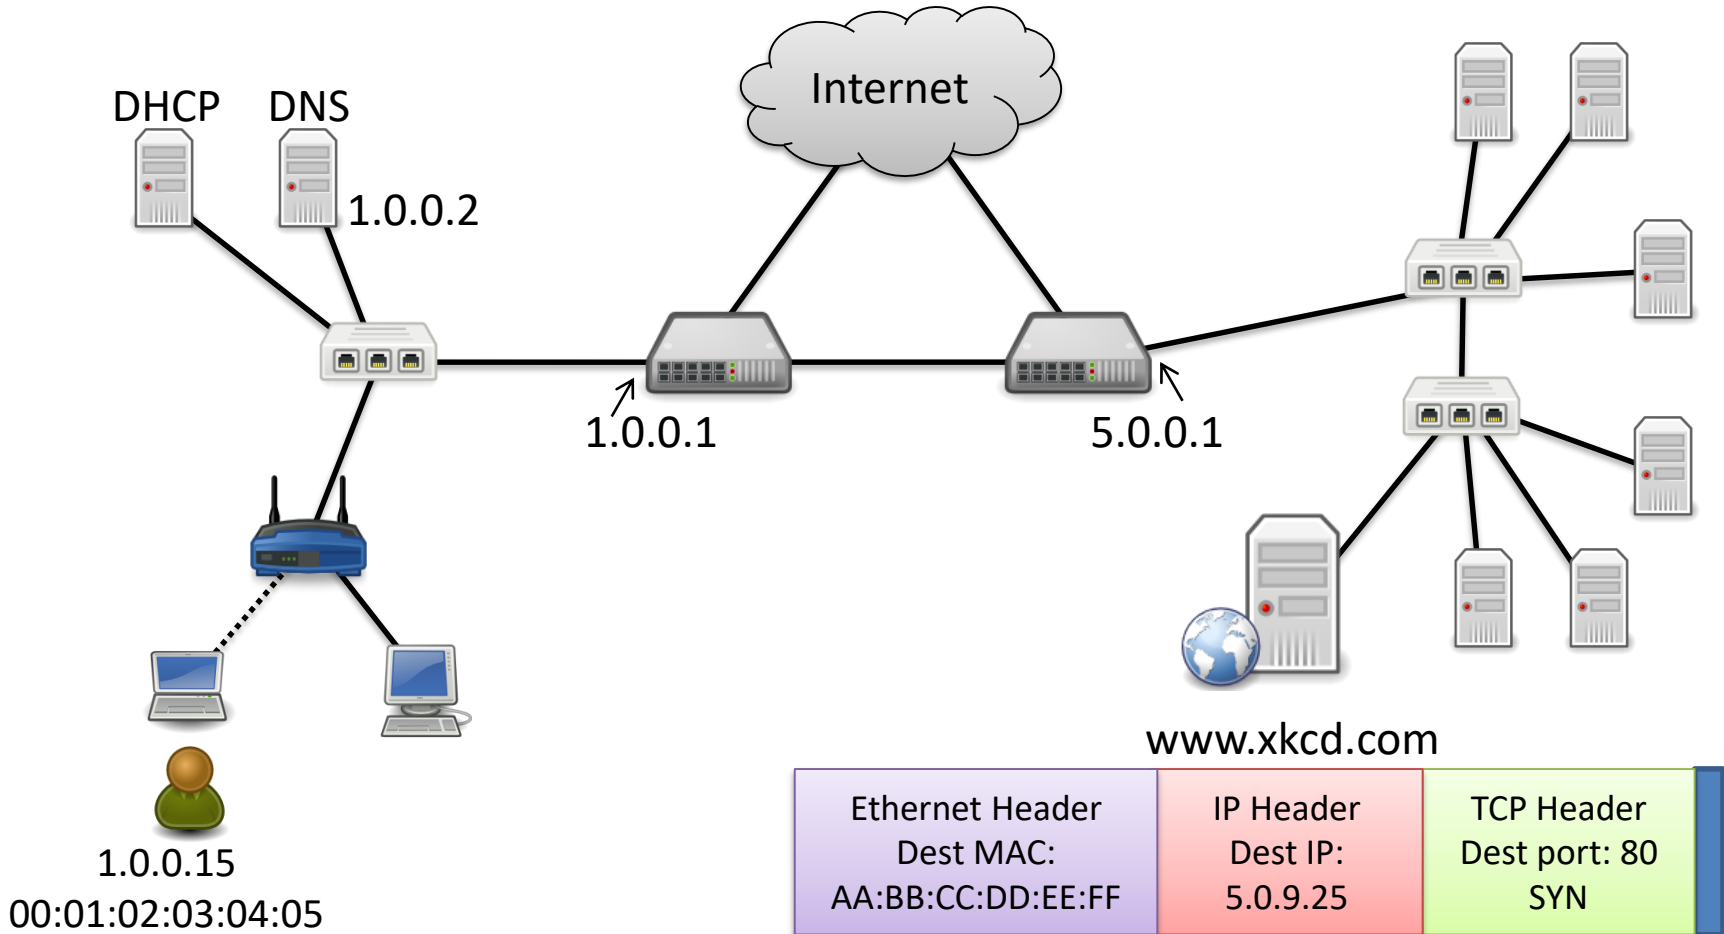 Internet
DHCP
DNS
1.0.0.2
1.0.0.1
5.0.0.1
www.xkcd.com
1.0.0.15
00:01:02:03:04:05
Ethernet Header
Dest MAC:
AA:BB:CC:DD:EE:FF
IP Header
Dest IP:
5.0.9.25
TCP Header
Dest port: 80
SYN